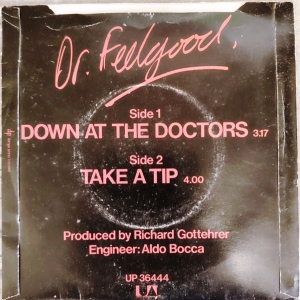 Dr. Feelgood.
Side 1
DOWN AT THE DOCTORS 3.17
Side 2
TAKE A TIP 4.00
Produced by Richard Gottehrer
Engineer: Aldo Bocca
UP 36444
UA